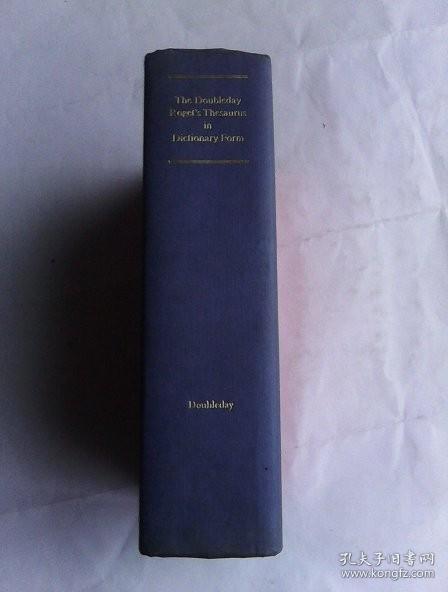 The Doubleday
Roget's Thesaurus
in
Dictionary Form
Doubleday
孔夫子旧书网
www.kongfz.com